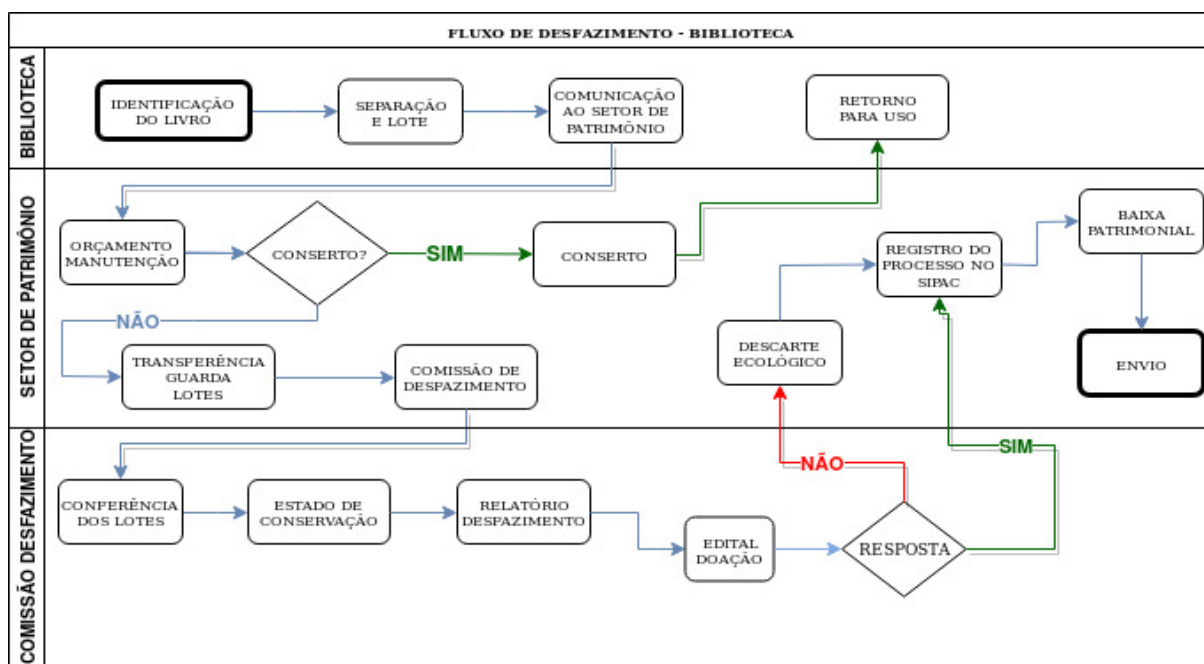 FLUXO DE DESFAZIMENTO - BIBLIOTECA
BIBLIOTECA
IDENTIFICAÇÃO
DO LIVRO
SEPARAÇÃO
E LOTE
COMUNICAÇÃO
AO SETOR DE
PATRIMÔNIO
RETORNO
PARA USO
SETOR DE PATRIMÔNIO
ORÇAMENTO
MANUTENÇÃO
CONSERTO?
SIM
CONSERTO
REGISTRO DO
PROCESSO NO
SIPAC
BAIXA
PATRIMONIAL
NÃO
TRANSFERÊNCIA
GUARDA
LOTES
COMISSÃO DE
DESPAZIMENTO
DESCARTE
ECOLÓGICO
ENVIO
COMISSÃO DESFAZIMENTO
CONFERÊNCIA
DOS LOTES
ESTADO DE
CONSERVAÇÃO
RELATÓRIO
DESFAZIMENTO
EDITAL
DOAÇÃO
RESPOSTA
NÃO
SIM